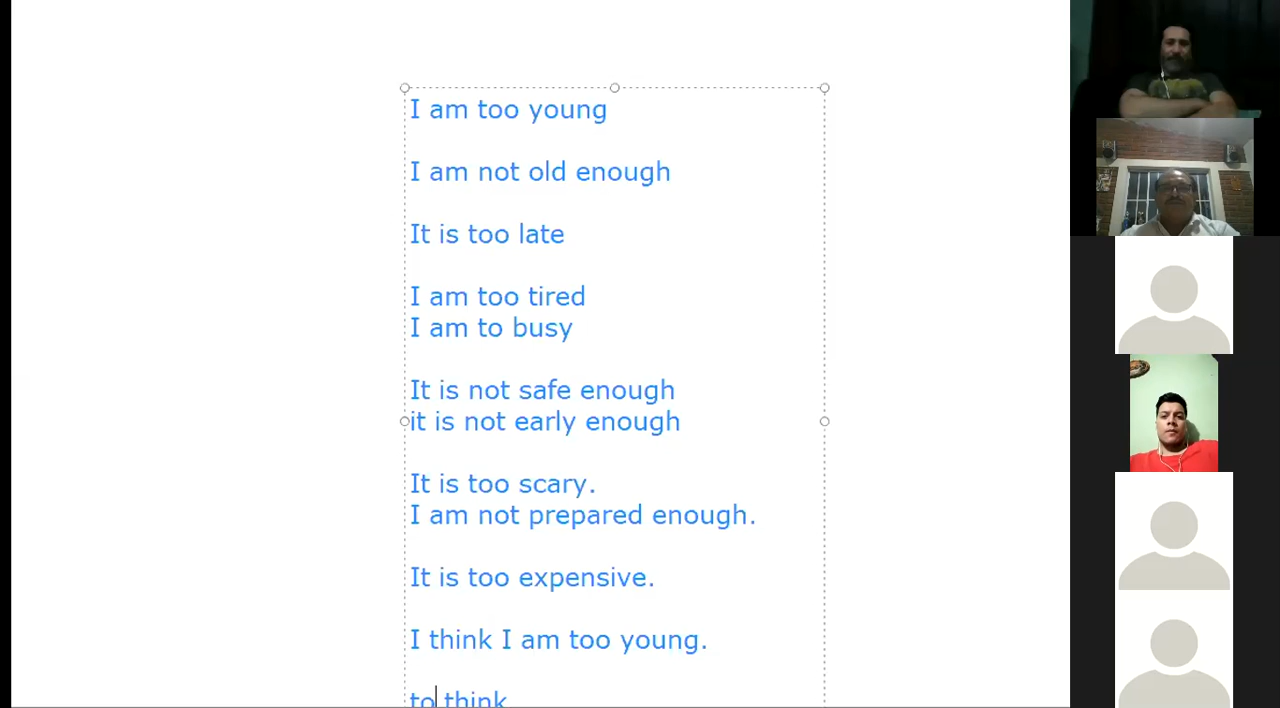 I am too young
I am not old enough
It is too late
I am too tired
I am to busy
It is not safe enough
it is not early enough
It is too scary.
I am not prepared enough.
It is too expensive.
I think I am too young.
to think